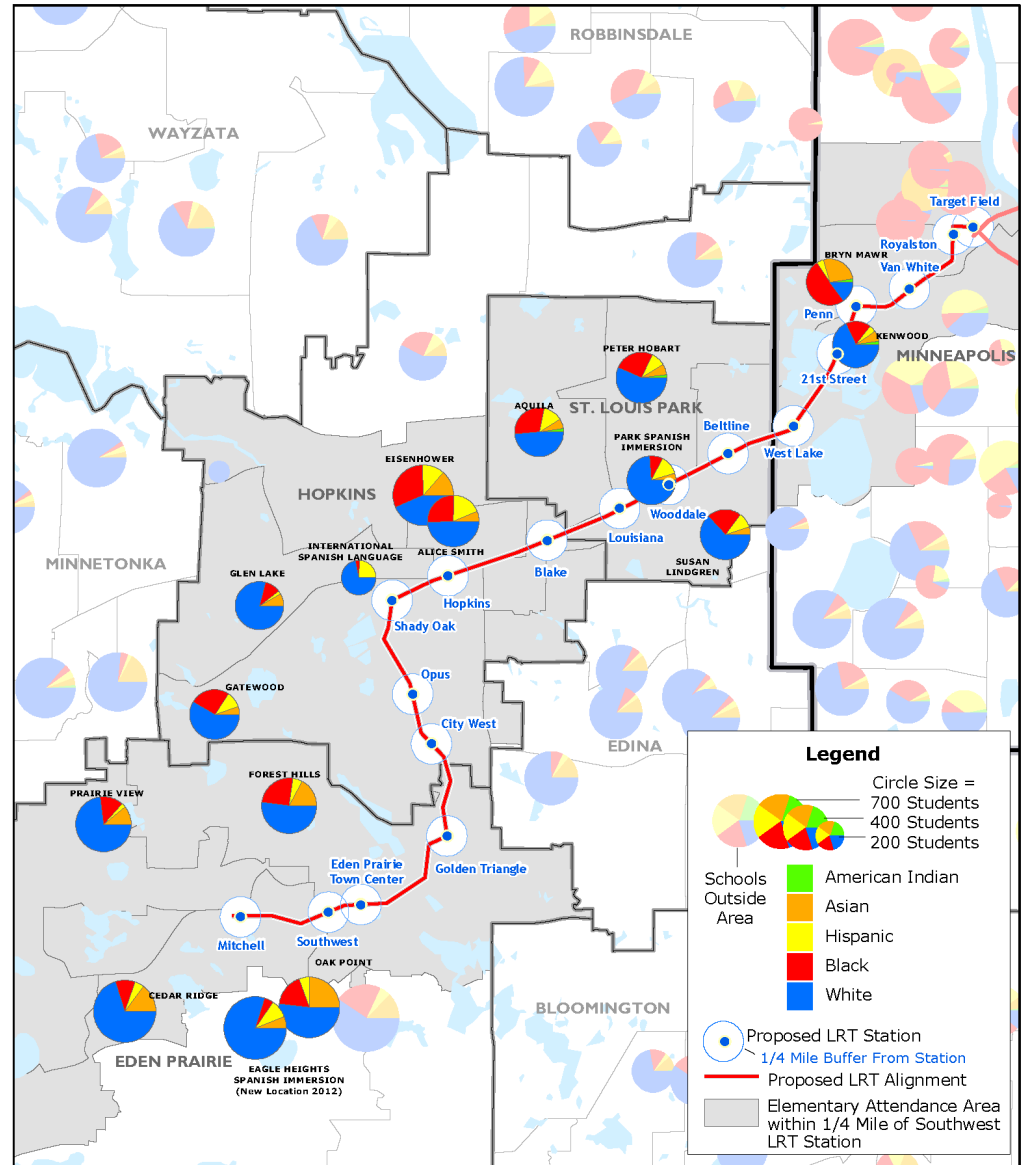 ROBBINSDALE
WAYZATA
Target Field
Royalston
BRYN MAWR
Van White
Penn
KENWOOD
PETER HOBART
MINNEAPOLIS
21st Street
AQUILA
ST. LOUIS PARK
Beltline
PARK SPANISH
IMMERSION
West Lake
EISENHOWER
HOPKINS
Wooddale
Louisiana
INTERNATIONAL
SPANISH LANGUAGE
ALICE SMITH
MINNETONKA
SUSAN
LINDGREN
GLEN LAKE
Blake
Hopkins
Shady Oak
Opus
GATEWOOD
City West
EDINA
FOREST HILLS
PRAIRIE VIEW
Eden Prairie
Town Center
Golden Triangle
Mitchell
Southwest
OAK POINT
CEDAR RIDGE
BLOOMINGTON
EDEN PRAIRIE
EAGLE HEIGHTS
SPANISH IMMERSION
(New Location 2012)
Legend
Circle Size =
700 Students
400 Students
200 Students
Schools
Outside
Area
American Indian
Asian
Hispanic
Black
White
Proposed LRT Station
1/4 Mile Buffer From Station
Proposed LRT Alignment
Elementary Attendance Area
within 1/4 Mile of Southwest
LRT Station